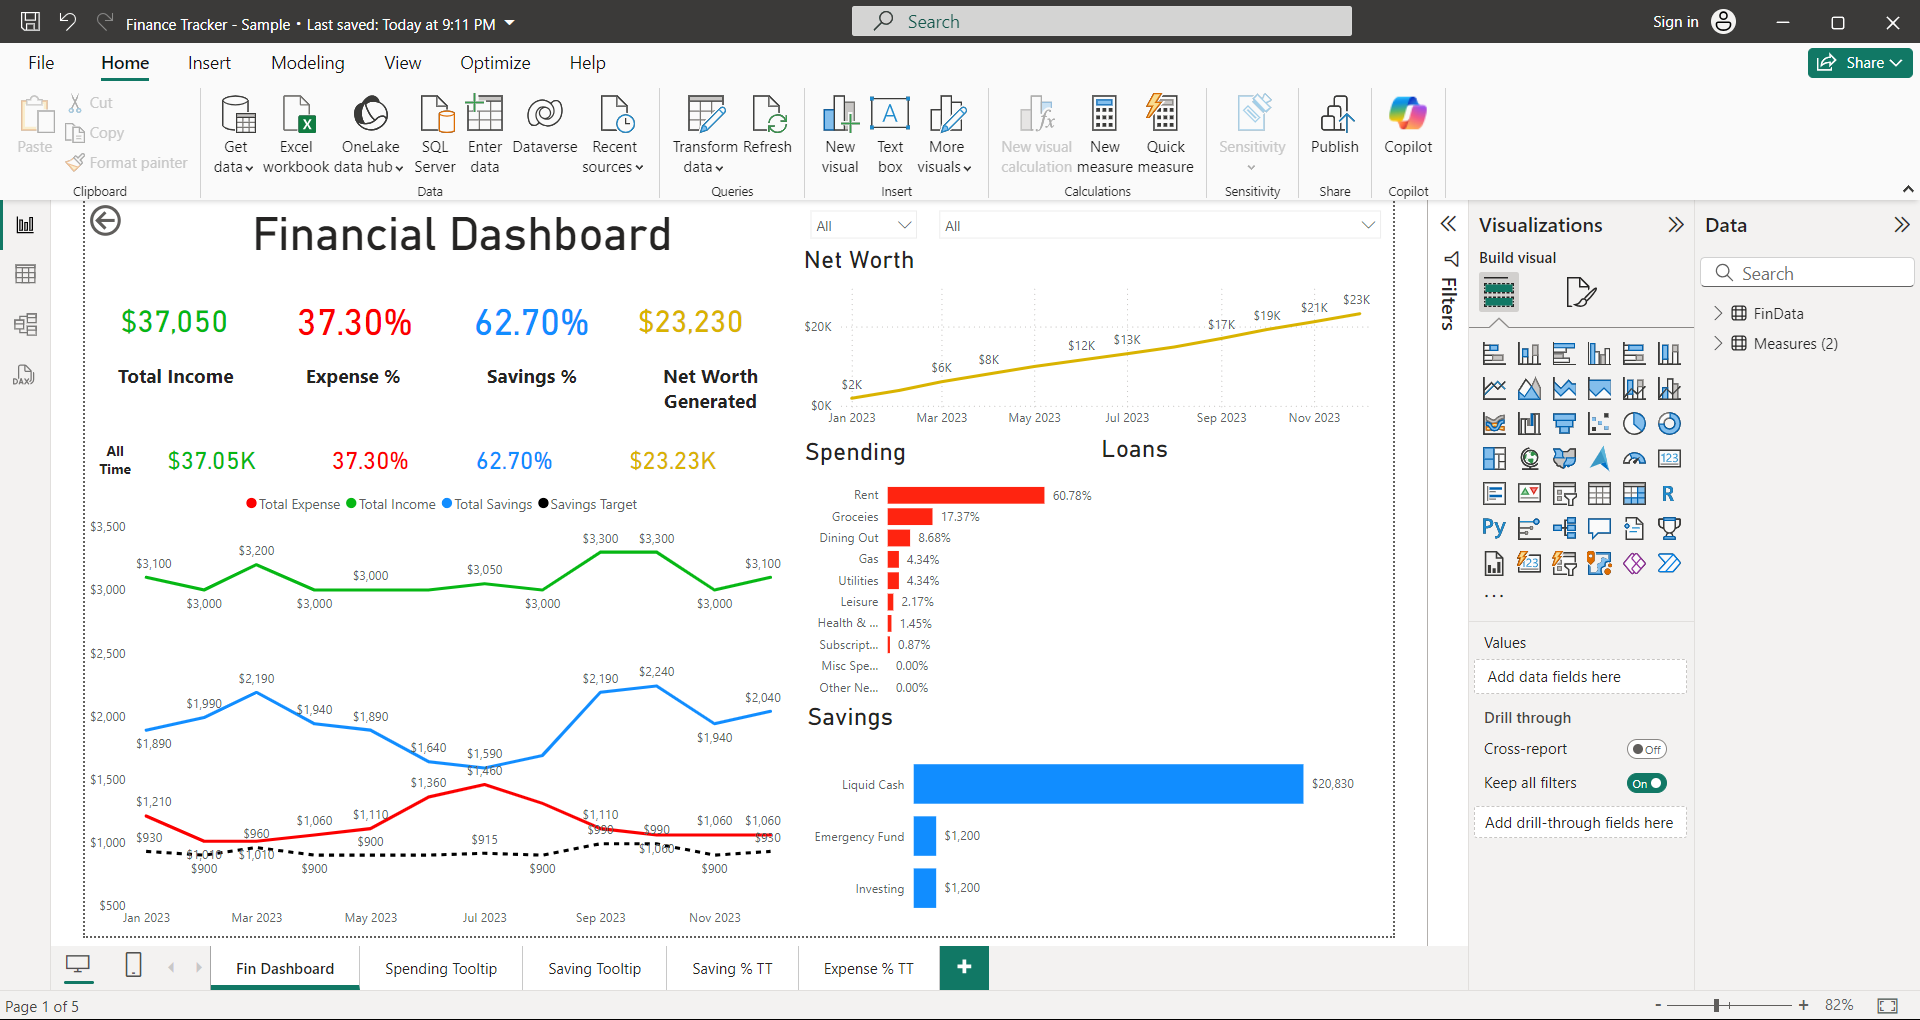 Finance Tracker - Sample • Last saved: Today at 9:11 PM
Search
Sign in
File
Home
Insert
Modeling
View
Optimize
Help
Share
Paste
Cut
Copy
Format painter
Clipboard
Get data
Excel workbook
OneLake data hub
SQL Server
Enter data
Dataverse
Recent sources
Data
Transform data
Refresh
Queries
New visual
Text box
More visuals
Insert
New visual calculation
New measure
Quick measure
Calculations
Sensitivity
Sensitivity
Publish
Share
Copilot
Copilot
Financial Dashboard
$37,050
37.30%
62.70%
$23,230
Total Income
Expense %
Savings %
Net Worth
Generated
All
Time
$37.05K
37.30%
62.70%
$23.23K
Total Expense
Total Income
Total Savings
Savings Target
$3,500
$3,000
$2,500
$2,000
$1,500
$1,000
$500
$3,100
$3,000
$3,200
$3,000
$3,000
$3,050
$3,000
$3,300
$3,300
$3,000
$3,100
$1,890
$1,990
$2,190
$1,940
$1,890
$1,640
$1,590
$2,190
$2,240
$1,940
$2,040
$1,210
$1,010
$1,010
$1,060
$1,110
$1,360
$1,460
$1,110
$1,060
$1,060
$1,060
$930
$900
$960
$900
$900
$915
$900
$990
$990
$900
$930
Jan 2023
Mar 2023
May 2023
Jul 2023
Sep 2023
Nov 2023
All
All
Net Worth
$20K
$0K
$2K
$6K
$8K
$12K
$13K
$17K
$19K
$21K
$23K
Jan 2023
Mar 2023
May 2023
Jul 2023
Sep 2023
Nov 2023
Spending
Loans
Rent 60.78%
Groceies 17.37%
Dining Out 8.68%
Gas 4.34%
Utilities 4.34%
Leisure 2.17%
Health & ... 1.45%
Subscript... 0.87%
Misc Spe... 0.00%
Other Ne... 0.00%
Savings
Liquid Cash $20,830
Emergency Fund $1,200
Investing $1,200
Filters
Visualizations
Build visual
123
R
Py
123
...
Values
Add data fields here
Drill through
Cross-report
Off
Keep all filters
On
Add drill-through fields here
Data
Search
FinData
Measures (2)
DAX
Fin Dashboard
Spending Tooltip
Saving Tooltip
Saving % TT
Expense % TT
+
Page 1 of 5
- + 82%